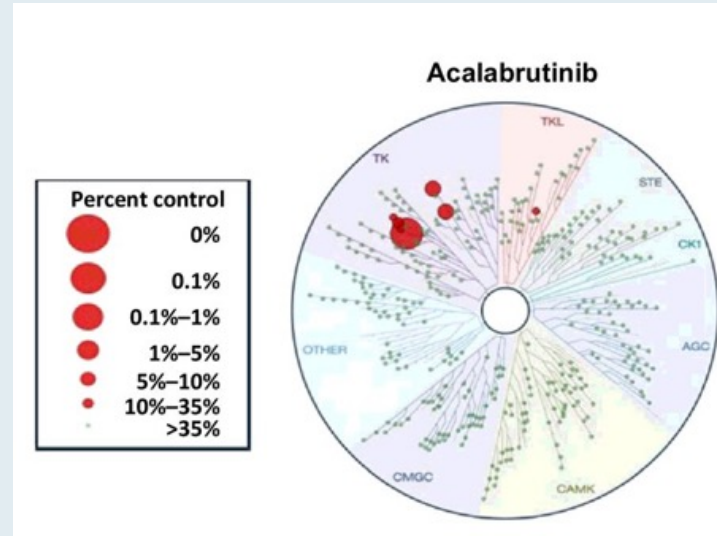 Acalabrutinib
Percent control
0%
0.1%
0.1%–1%
1%–5%
5%–10%
10%–35%
>35%
TK
TKL
STE
CK1
AGC
CAMK
CMGC
OTHER